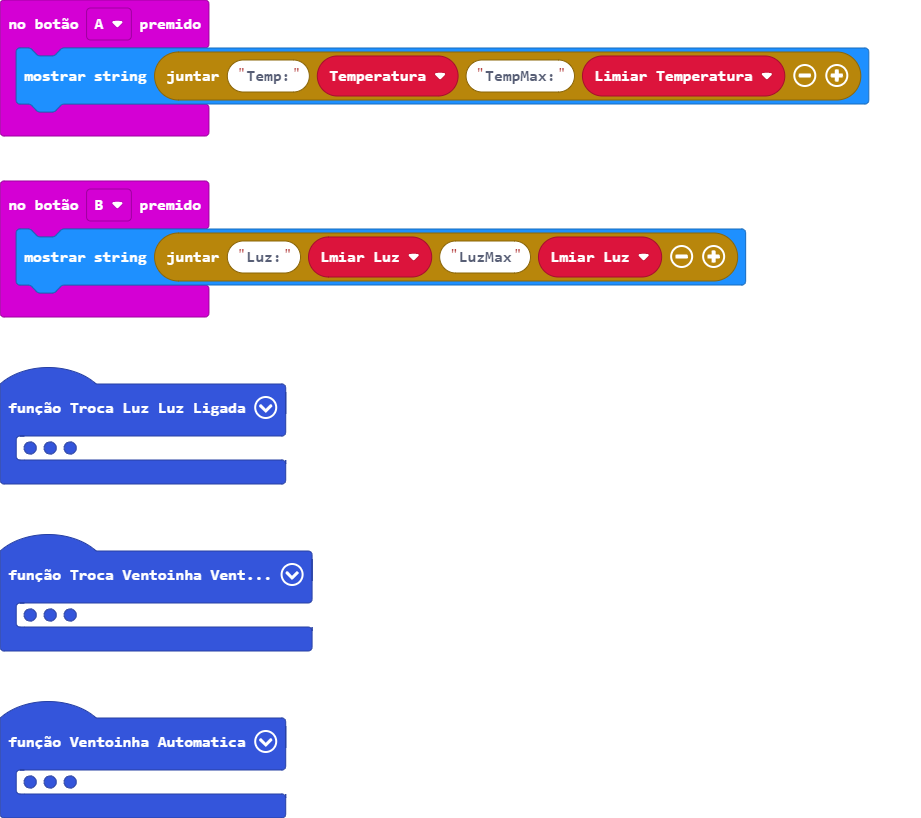 no botão A premido
mostrar string juntar "Temp:" Temperatura "TempMax:" Limiar Temperatura
no botão B premido
mostrar string juntar "Luz:" Lmiar Luz "LuzMax" Lmiar Luz
função Troca Luz Luz Ligada
função Troca Ventoinha Vent...
função Ventoinha Automatica